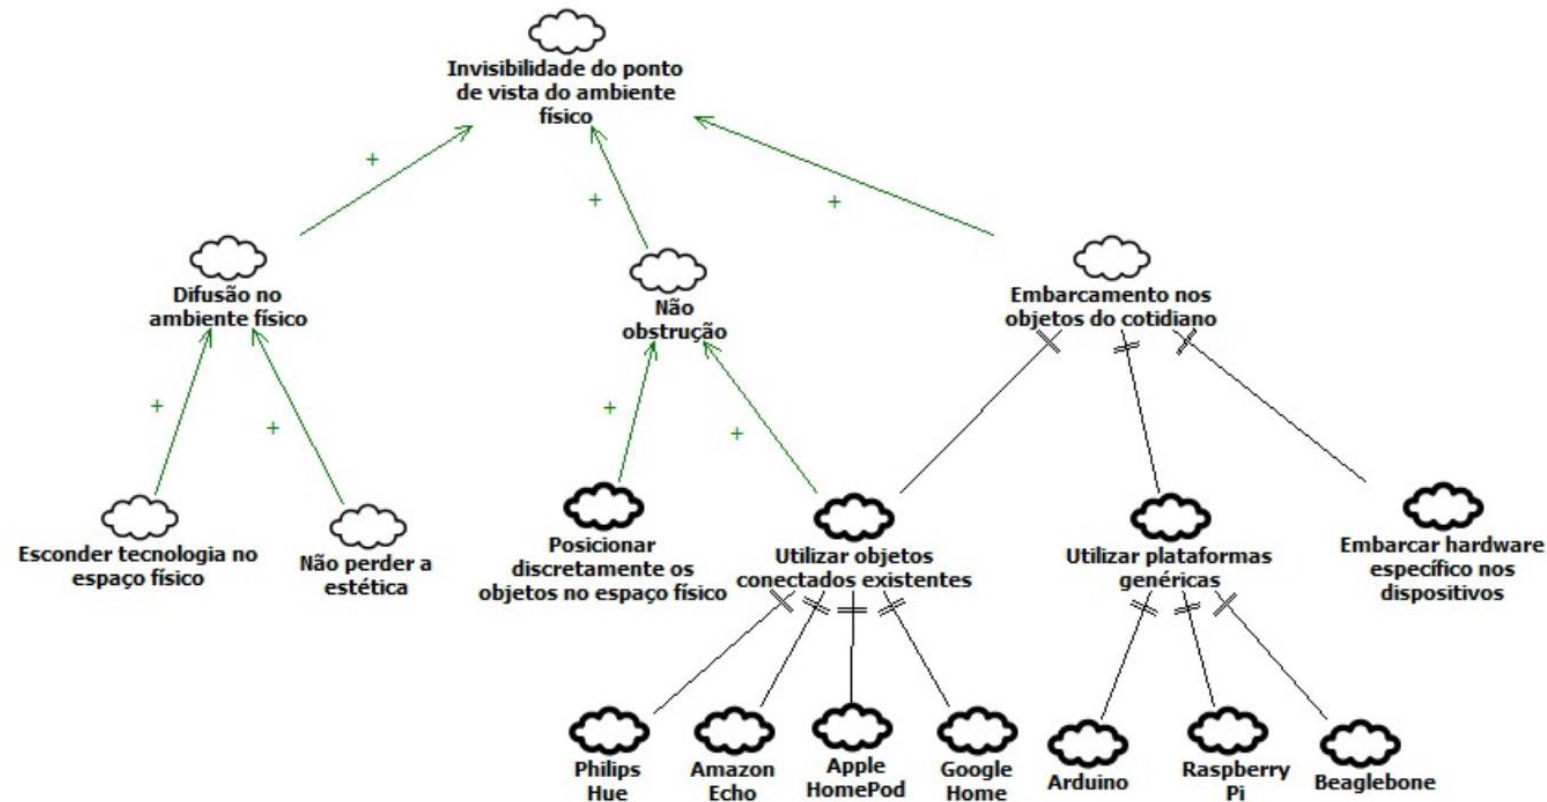 Invisibilidade do ponto
de vista do ambiente
físico
+
+
+
Difusão no
ambiente físico
Não
obstrução
Embarcamento nos
objetos do cotidiano
+
+
+
+
Esconder tecnologia no
espaço físico
Não perder a
estética
Posicionar
discretamente os
objetos no espaço físico
Utilizar objetos
conectados existentes
Utilizar plataformas
genéricas
Embarcar hardware
específico nos
dispositivos
Philips
Hue
Amazon
Echo
Apple
HomePod
Google
Home
Arduino
Raspberry
Pi
Beaglebone